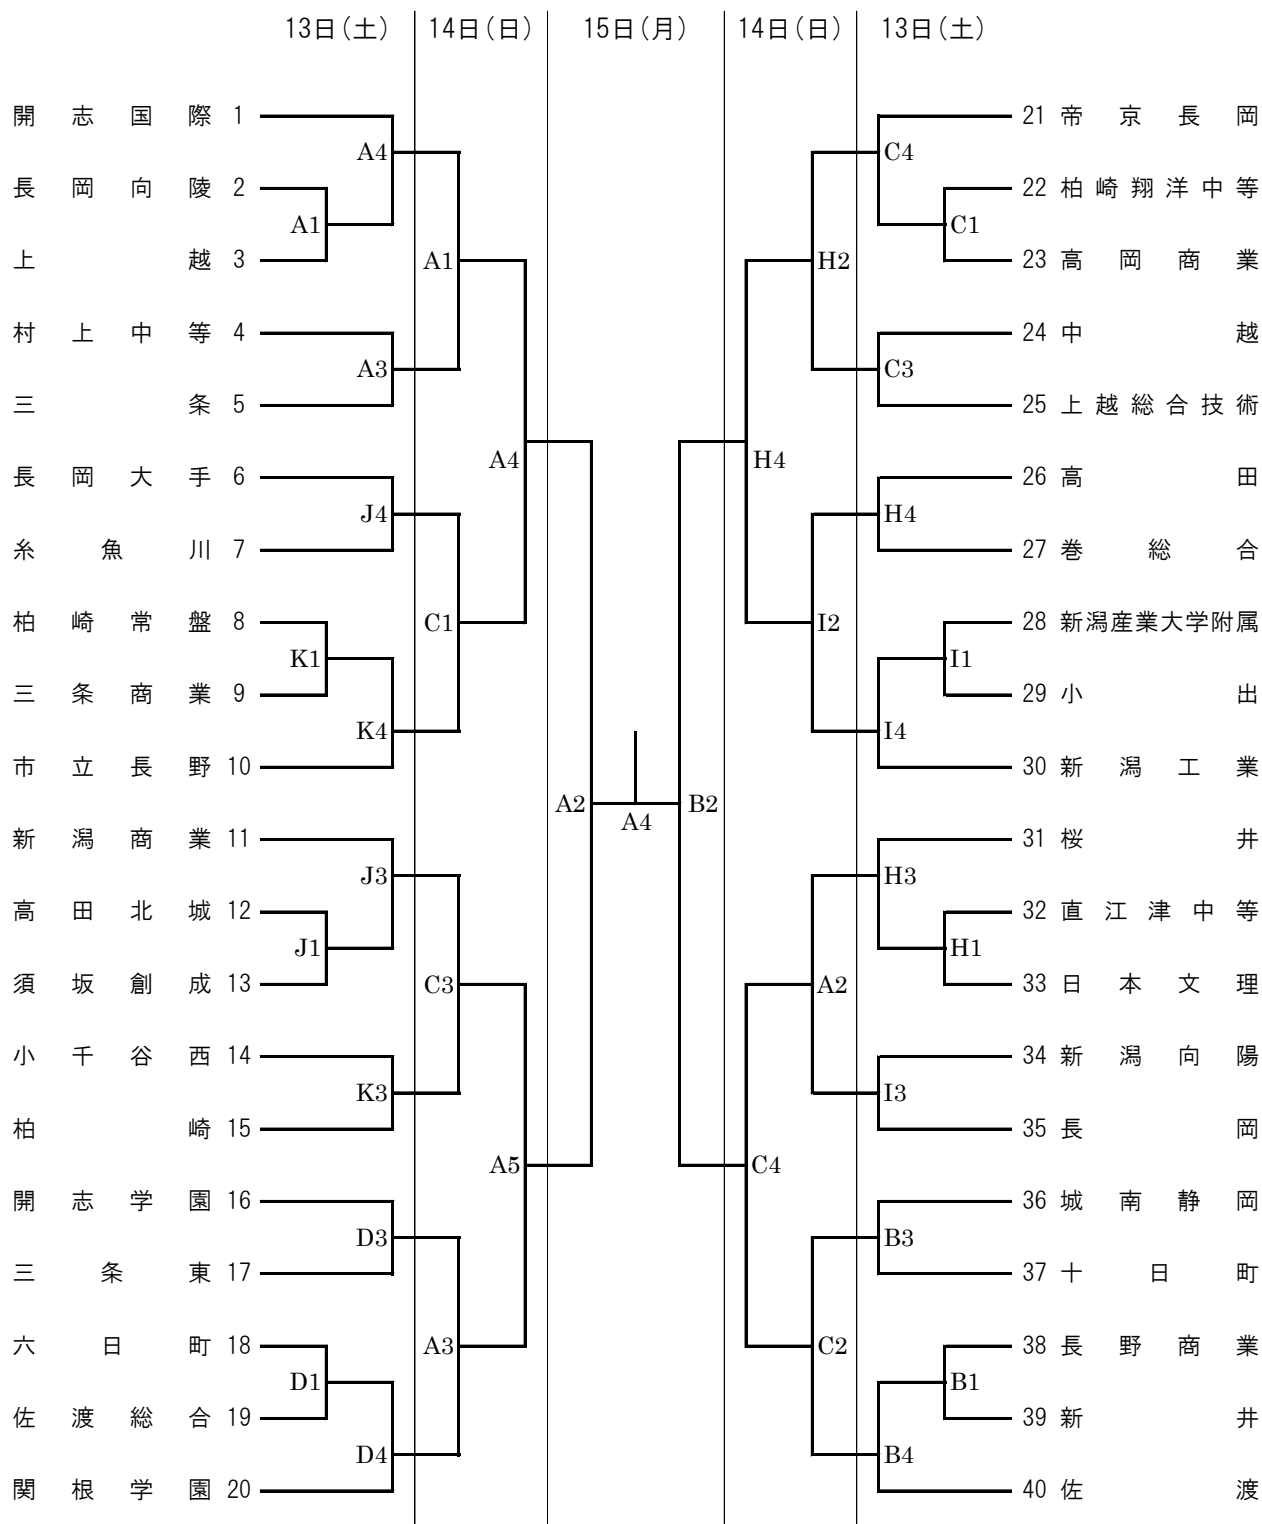 13日（土） 14日（日） 15日（月） 14日（日） 13日（土）
開志国際 1 21 帝京長岡
A4 C4
長岡向陵 2 22 柏崎翔洋中等
A1 C1
上越 3 A1 H2 23 高岡商業
村上中等 4 24 中越
A3 C3
三条 5 25 上越総合技術
A4 H4
長岡大手 6 26 高田
J4 H4
糸魚川 7 27 巻総合
柏崎常盤 8 C1 I2 28 新潟産業大学附属
K1 I1
三条商業 9 29 小出
K4 I4
市立長野 10 30 新潟工業
A2 B2
A4
新潟商業 11 31 桜井
J3 H3
高田北城 12 32 直江津中等
J1 H1
須坂創成 13 C3 A2 33 日本文理
小千谷西 14 34 新潟向陽
K3 I3
柏崎 15 35 長岡
A5 C4
開志学園 16 36 城南静岡
D3 B3
三条東 17 37 十日町
六日町 18 A3 C2 38 長野商業
D1 B1
佐渡総合 19 39 新井
D4 B4
関根学園 20 40 佐渡